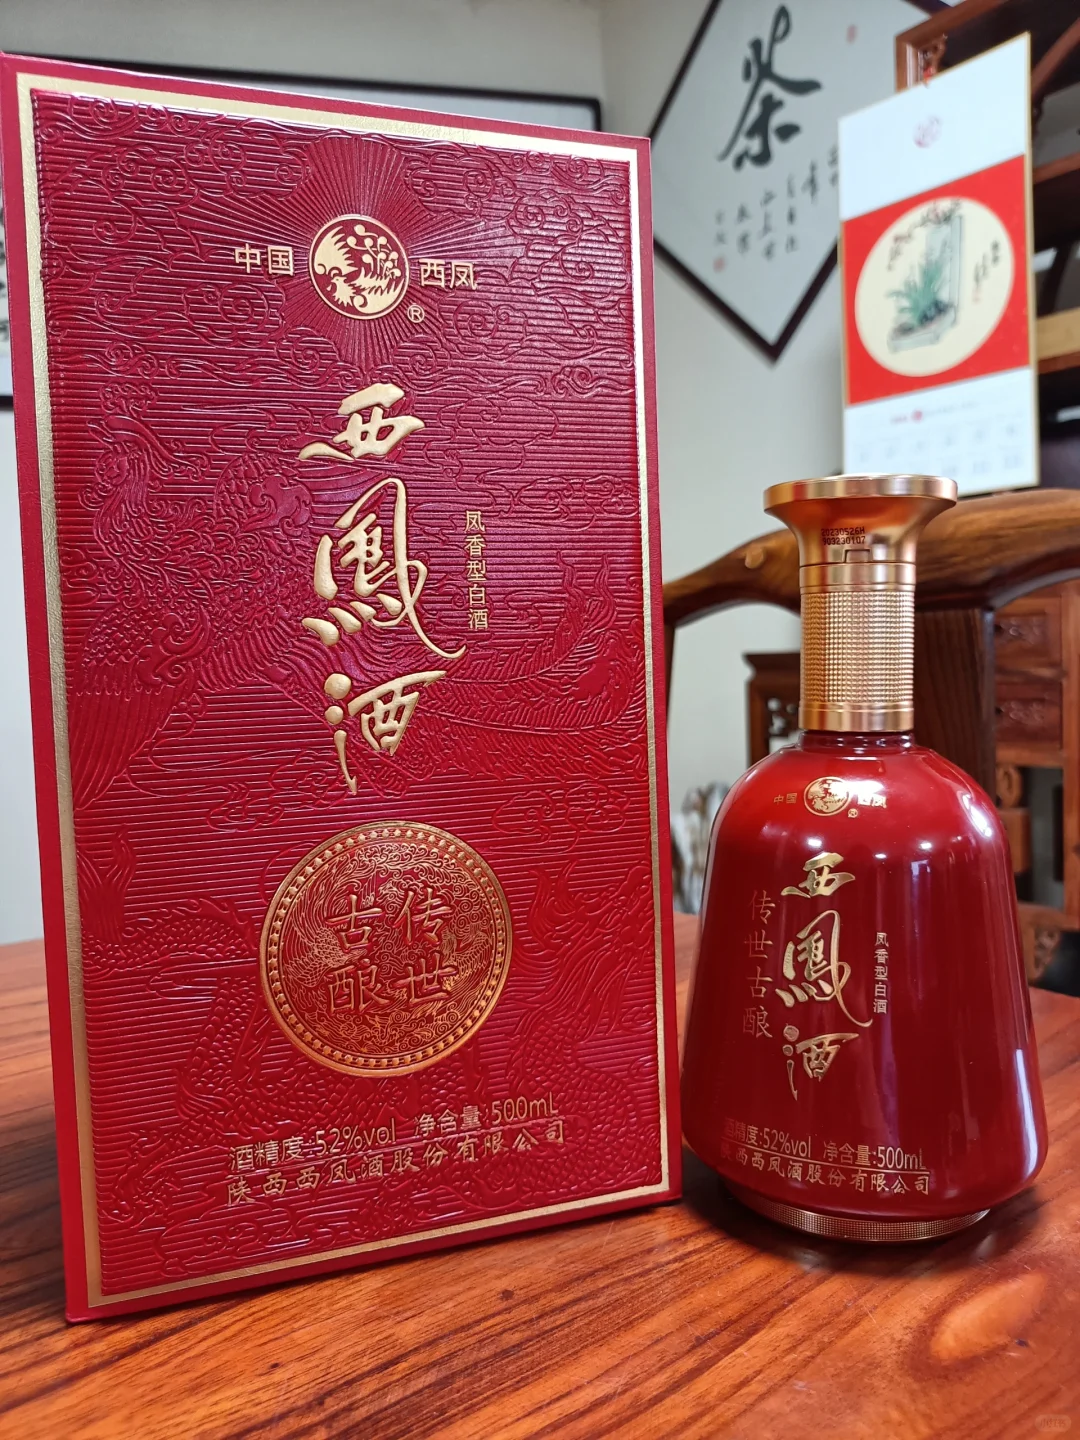 中国 西凤
®
西鳳酒
凤香型白酒
传世
古酿
酒精度:52%vol 净含量:500mL
陕西西凤酒股份有限公司
茶
20230526H
903230107
中国 西凤
西鳳酒
传世古酿
凤香型白酒
酒精度:52%vol 净含量:500mL
陕西西凤酒股份有限公司